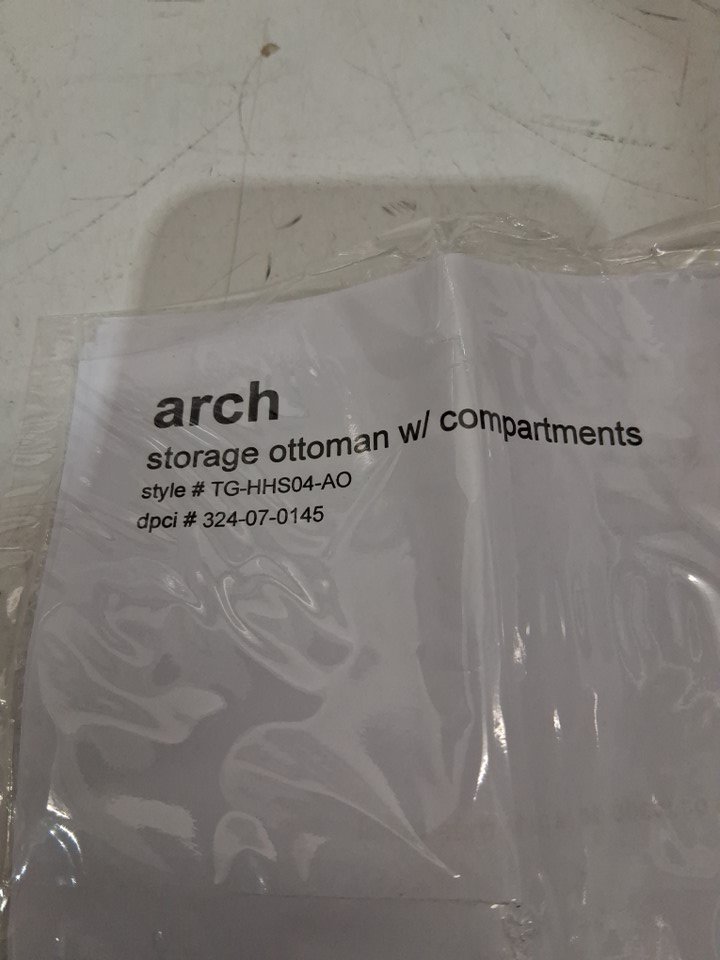 arch
storage ottoman w/ compartments
style # TG-HHS04-AO
dpci # 324-07-0145